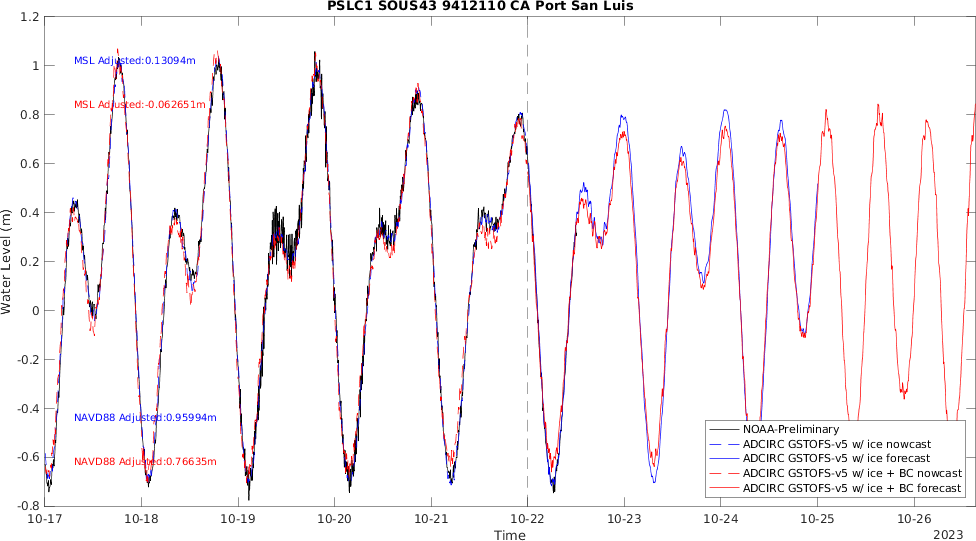 PSLC1 SOUS43 9412110 CA Port San Luis
1.2
1
0.8
0.6
0.4
0.2
0
-0.2
-0.4
-0.6
-0.8
Water Level (m)
MSL Adjusted:0.13094m
MSL Adjusted:-0.062651m
NAVD88 Adjusted:0.95994m
NAVD88 Adjusted:0.76635m
NOAA-Preliminary
ADCIRC GSTOFS-v5 w/ ice nowcast
ADCIRC GSTOFS-v5 w/ ice forecast
ADCIRC GSTOFS-v5 w/ ice + BC nowcast
ADCIRC GSTOFS-v5 w/ ice + BC forecast
10-17 10-18 10-19 10-20 10-21 10-22 10-23 10-24 10-25 10-26
Time
2023